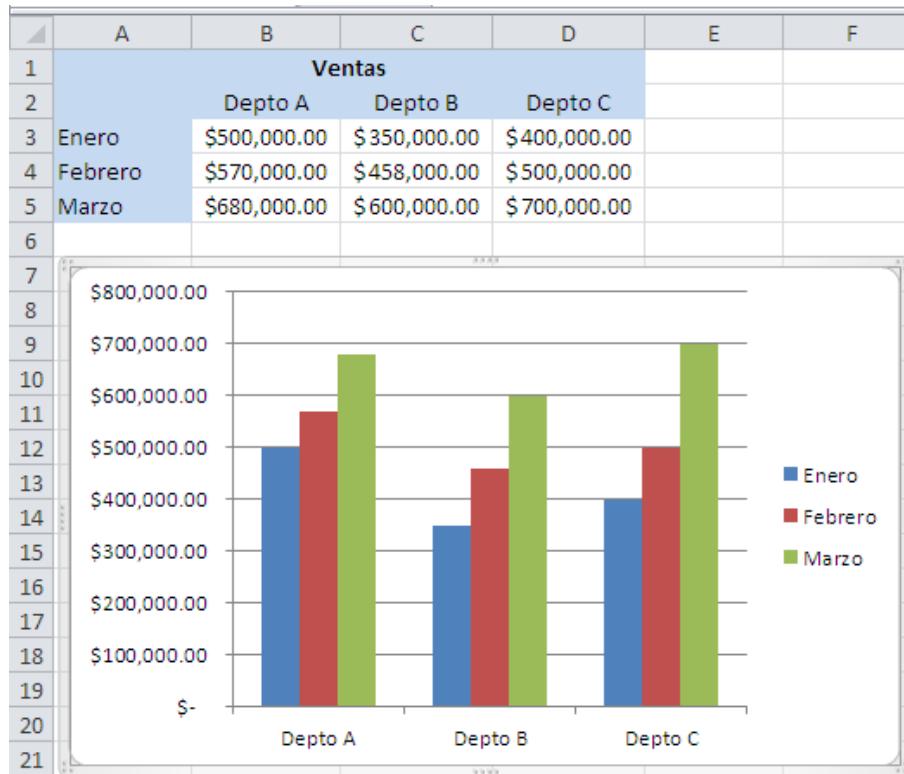 A B C D E F
1 Ventas
2 Depto A Depto B Depto C
3 Enero $500,000.00 $350,000.00 $400,000.00
4 Febrero $570,000.00 $458,000.00 $500,000.00
5 Marzo $680,000.00 $600,000.00 $700,000.00
6
7
8
9
10
11
12
13
14
15
16
17
18
19
20
21
$800,000.00
$700,000.00
$600,000.00
$500,000.00
$400,000.00
$300,000.00
$200,000.00
$100,000.00
$-
Depto A Depto B Depto C
Enero
Febrero
Marzo